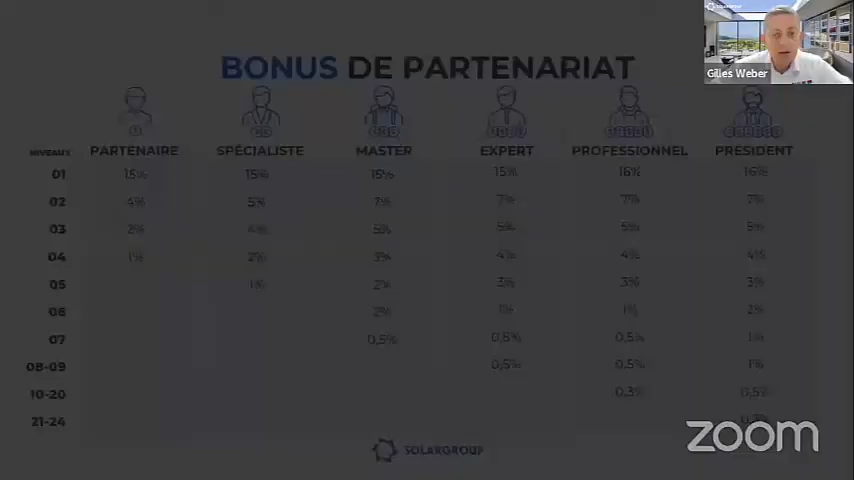 SOLARGROUP
Gilles Weber
BONUS DE PARTENARIAT
NIVEAUX PARTENAIRE SPÉCIALISTE MASTER EXPERT PROFESSIONNEL PRÉSIDENT
01 15% 15% 15% 15% 16% 16%
02 4% 5% 7% 7% 7% 7%
03 2% 4% 5% 5% 5% 5%
04 1% 2% 3% 4% 4% 4%
05 1% 2% 3% 3% 3%
06 2% 1% 1% 2%
07 0,5% 0,5% 0,5% 1%
08-09 0,5% 0,5% 1%
10-20 0,3% 0,5%
21-24
SOLARGROUP
zoom